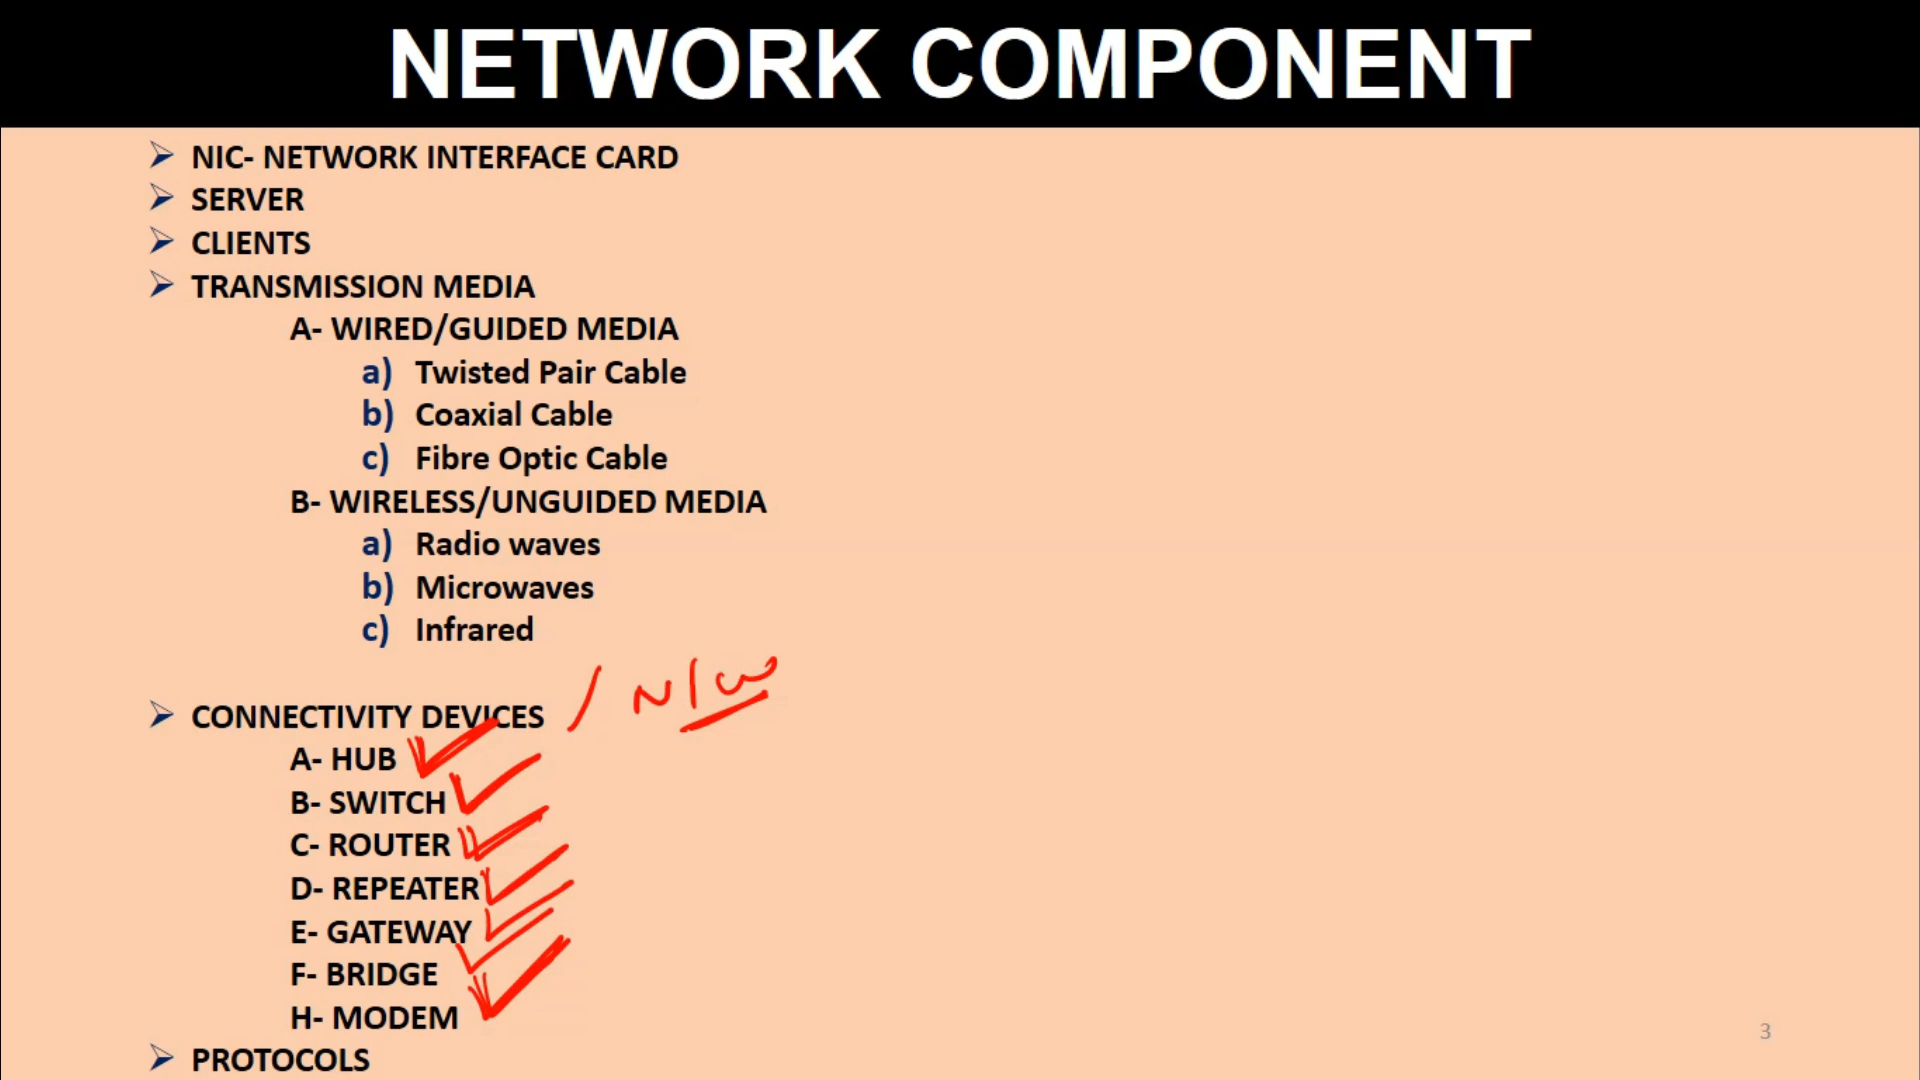 NETWORK COMPONENT
➢ NIC- NETWORK INTERFACE CARD
➢ SERVER
➢ CLIENTS
➢ TRANSMISSION MEDIA
A- WIRED/GUIDED MEDIA
a) Twisted Pair Cable
b) Coaxial Cable
c) Fibre Optic Cable
B- WIRELESS/UNGUIDED MEDIA
a) Radio waves
b) Microwaves
c) Infrared
➢ CONNECTIVITY DEVICES / N/w
A- HUB
B- SWITCH
C- ROUTER
D- REPEATER
E- GATEWAY
F- BRIDGE
H- MODEM
➢ PROTOCOLS
3